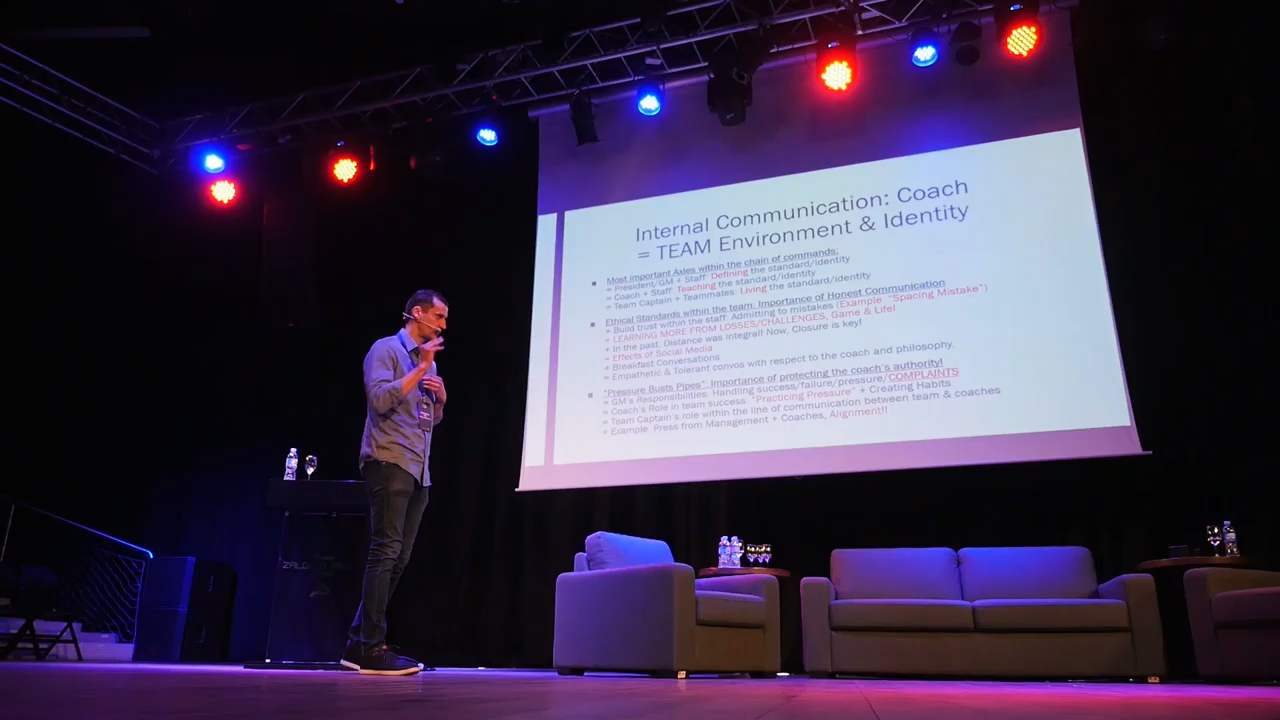 Internal Communication: Coach
= TEAM Environment & Identity
Most important Axles within the chain of commands:
= President/GM + Staff. Defining the standard/identity
= Coach + Staff. Teaching the standard/identity
= Team Captain + Teammates. Living the standard/identity
Ethical Standards within the team. Importance of Honest Communication
+ Build trust within the staff. Admitting to mistakes (Example. "Spacing Mistake")
= LEARNING MORE FROM LOSSES/CHALLENGES, Game & Life!
+ In the past, Distance was integral! Now, Closure is key!
= Effects of Social Media
+ Breakfast Conversations
= Empathetic & Tolerant convos with respect to the coach and philosophy.
"Pressure Busts Pipes". Importance of protecting the coach's authority!
= GM's Responsibilities. Handling success/failure/pressure/COMPLAINTS
= Coach's Role in team success. "Practicing Pressure" + Creating Habits
= Team Captain's role within the line of communication between team & coaches
= Example. Press from Management + Coaches, Alignment!!